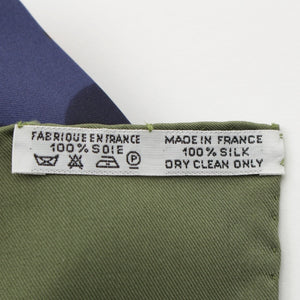 FABRIQUE EN FRANCE
100% SOIE
P
MADE IN FRANCE
100% SILK
DRY CLEAN ONLY